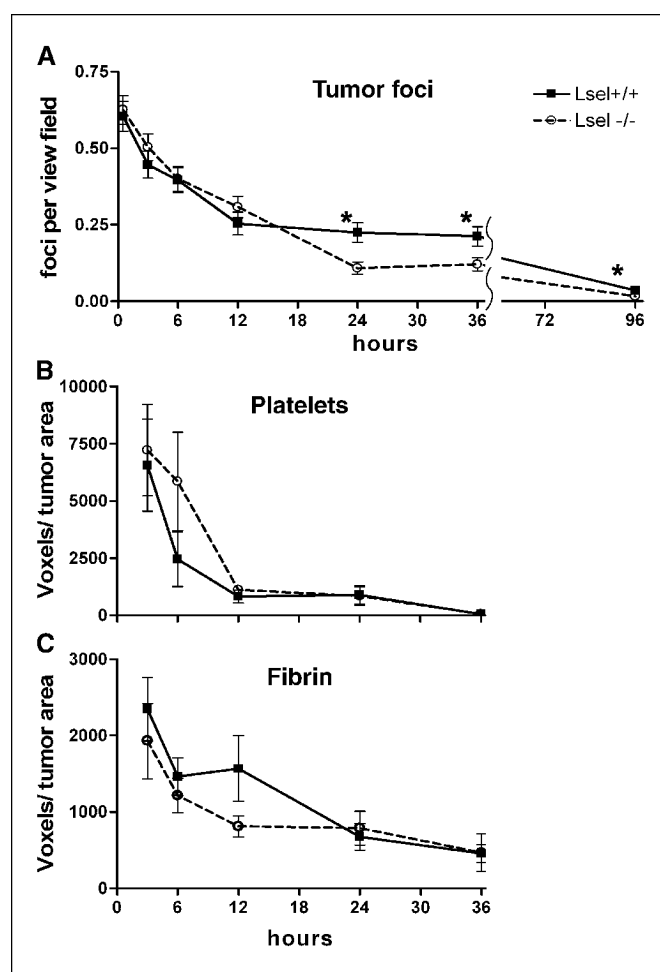 A
Tumor foci
Lsel+/+
Lsel -/-
foci per view field
0.75
0.50
0.25
0.00
* * *
0 6 12 18 24 30 36 72 96
hours
B
Platelets
Voxels/ tumor area
10000
7500
5000
2500
0
C
Fibrin
Voxels/ tumor area
3000
2000
1000
0
0 6 12 18 24 30 36
hours